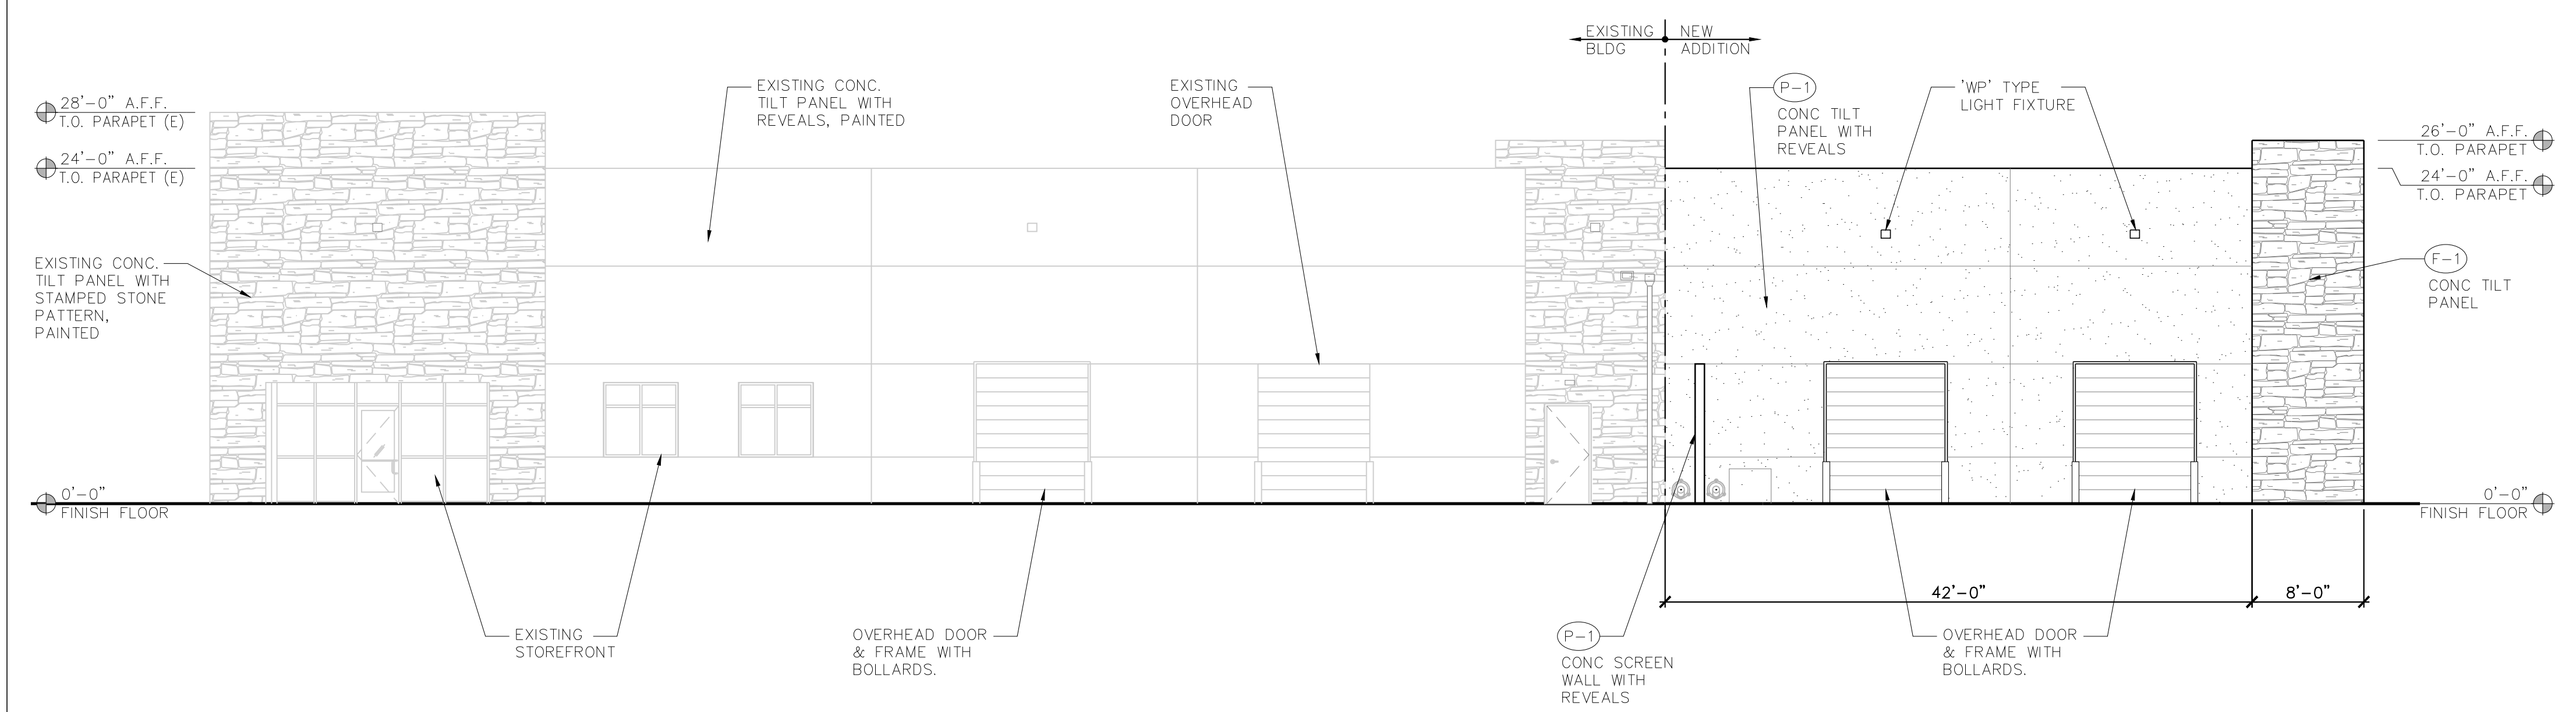 EXISTING
BLDG
NEW
ADDITION
28'-0" A.F.F.
T.O. PARAPET (E)
24'-0" A.F.F.
T.O. PARAPET (E)
EXISTING CONC.
TILT PANEL WITH
REVEALS, PAINTED
EXISTING
OVERHEAD
DOOR
P-1
CONC TILT
PANEL WITH
REVEALS
'WP' TYPE
LIGHT FIXTURE
26'-0" A.F.F.
T.O. PARAPET
24'-0" A.F.F.
T.O. PARAPET
EXISTING CONC.
TILT PANEL WITH
STAMPED STONE
PATTERN,
PAINTED
F-1
CONC TILT
PANEL
0'-0"
FINISH FLOOR
0'-0"
FINISH FLOOR
42'-0"
8'-0"
EXISTING
STOREFRONT
OVERHEAD DOOR
& FRAME WITH
BOLLARDS.
P-1
CONC SCREEN
WALL WITH
REVEALS
OVERHEAD DOOR
& FRAME WITH
BOLLARDS.